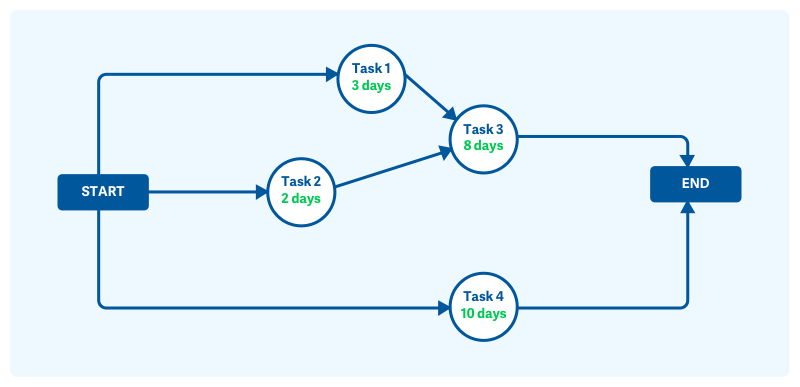 Task 1
3 days
Task 3
8 days
Task 2
2 days
START
END
Task 4
10 days